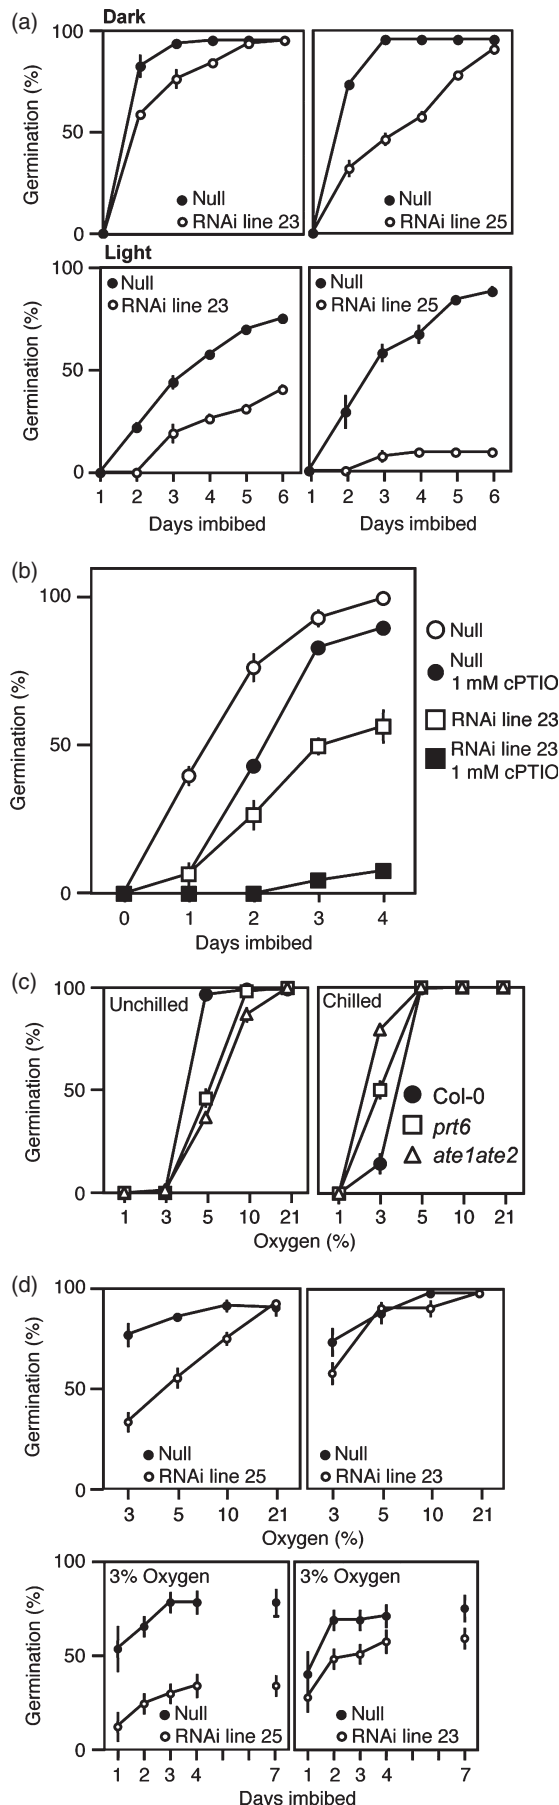 (a)
Dark
Germination (%)
100
50
0
Null
RNAi line 23
Null
RNAi line 25
Light
Germination (%)
100
50
0
Null
RNAi line 23
Null
RNAi line 25
1 2 3 4 5 6
1 2 3 4 5 6
Days imbibed
Days imbibed
(b)
Germination (%)
100
50
0
0 1 2 3 4
Days imbibed
Null
Null
1 mM cPTIO
RNAi line 23
RNAi line 23
1 mM cPTIO
(c)
Germination (%)
100
50
0
Unchilled
Chilled
Col-0
prt6
ate1ate2
1 3 5 10 21
1 3 5 10 21
Oxygen (%)
(d)
Germination (%)
100
50
0
Null
RNAi line 25
Null
RNAi line 23
3 5 10 21
3 5 10 21
Oxygen (%)
Germination (%)
100
50
0
3% Oxygen
3% Oxygen
Null
RNAi line 25
Null
RNAi line 23
1 2 3 4 7
1 2 3 4 7
Days imbibed